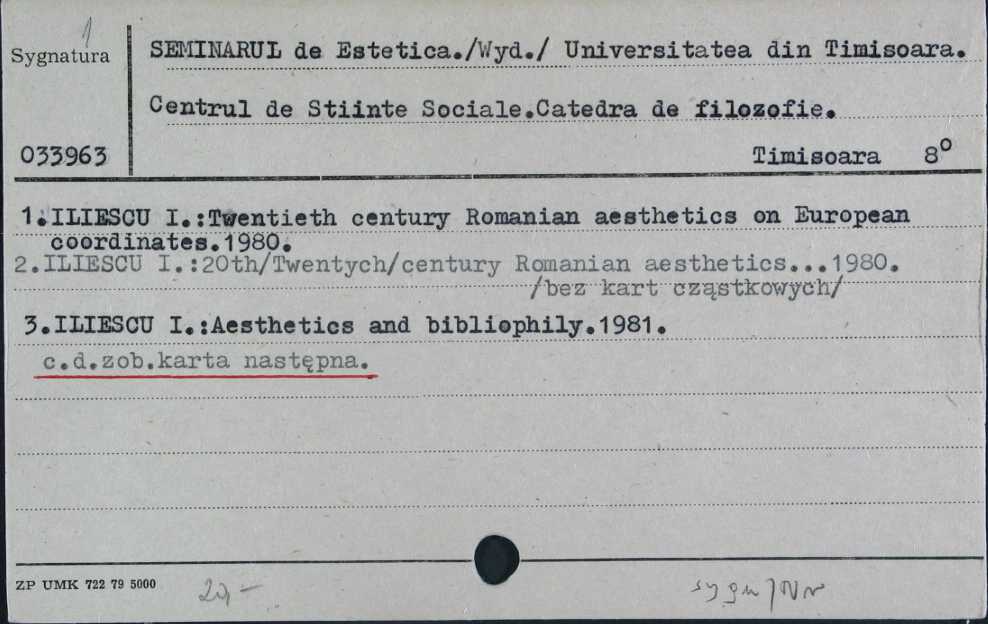 1
Sygnatura
SEMINARUL de Estetica./Wyd./ Universitatea din Timisoara.
Centrul de Stiinte Sociale.Catedra de filozofie.
033963
Timisoara 8º
1.ILIESCU I.:Twentieth century Romanian aesthetics on European
coordinates.1980.
2.ILIESCU I.:20th/Twentych/century Romanian aesthetics...1980.
/bez kart cząstkowych/
3.ILIESCU I.:Aesthetics and bibliophily.1981.
c.d.zob.karta następna.
ZP UMK 722 79 5000